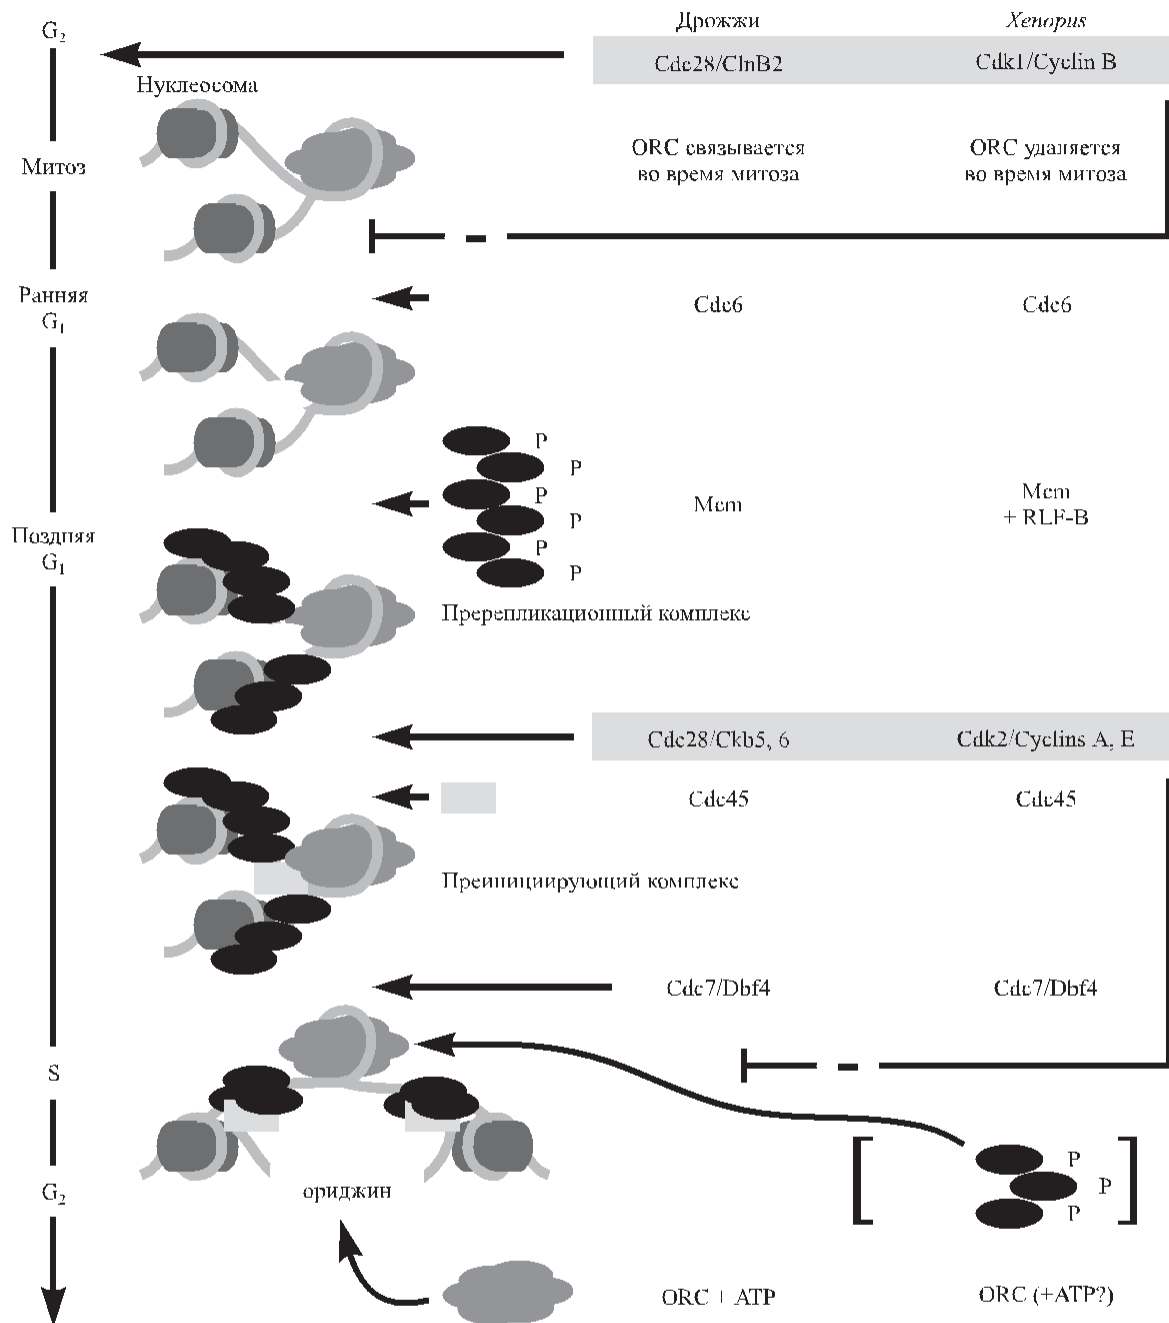 Дрожжи
Xenopus
G2
Cdc28/ClnB2
Cdk1/Cyclin B
Нуклеосома
Митоз
ORC связывается
во время митоза
ORC удаляется
во время митоза
Ранняя
G1
Cdc6
Cdc6
P
P
P
P
P
P
Mcm
Mcm
+ RLF-B
Поздняя
G1
Пререпликационный комплекс
Cdc28/Ckb5, 6
Cdk2/Cyclins A, E
Cdc45
Cdc45
Преинициирующий комплекс
Cdc7/Dbf4
Cdc7/Dbf4
S
P
P
P
G2
ориджин
ORC + ATP
ORC (+ATP?)